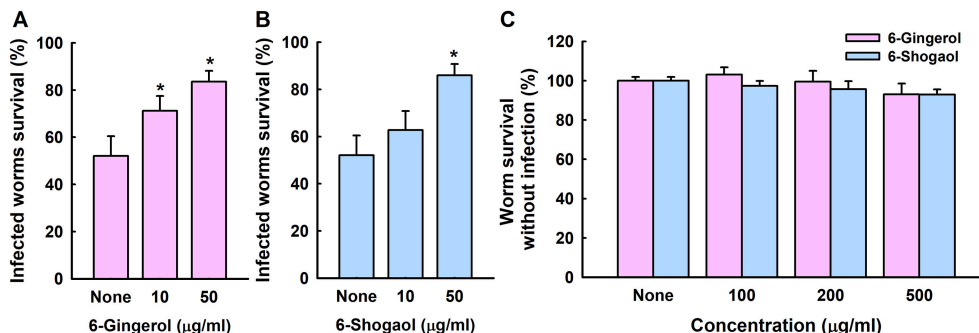 A
Infected worms survival (%)
100
80
60
40
20
0
*
*
None 10 50
6-Gingerol (μg/ml)
B
Infected worms survival (%)
100
80
60
40
20
0
*
None 10 50
6-Shogaol (μg/ml)
C
Worm survival
without infection (%)
120
100
80
60
40
20
0
6-Gingerol
6-Shogaol
None 100 200 500
Concentration (μg/ml)